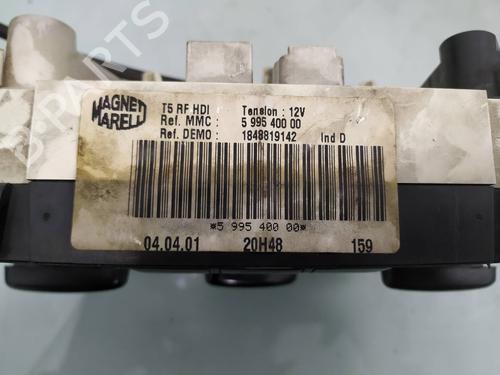 B-PARTS
MAGNETI
MARELLI
T5 RF HDI Tension : 12V
Ref. MMC : 5 995 400 00
Ref. DEMO : 1848819142 Ind D
*5 995 400 00*
04.04.01 20H48 159